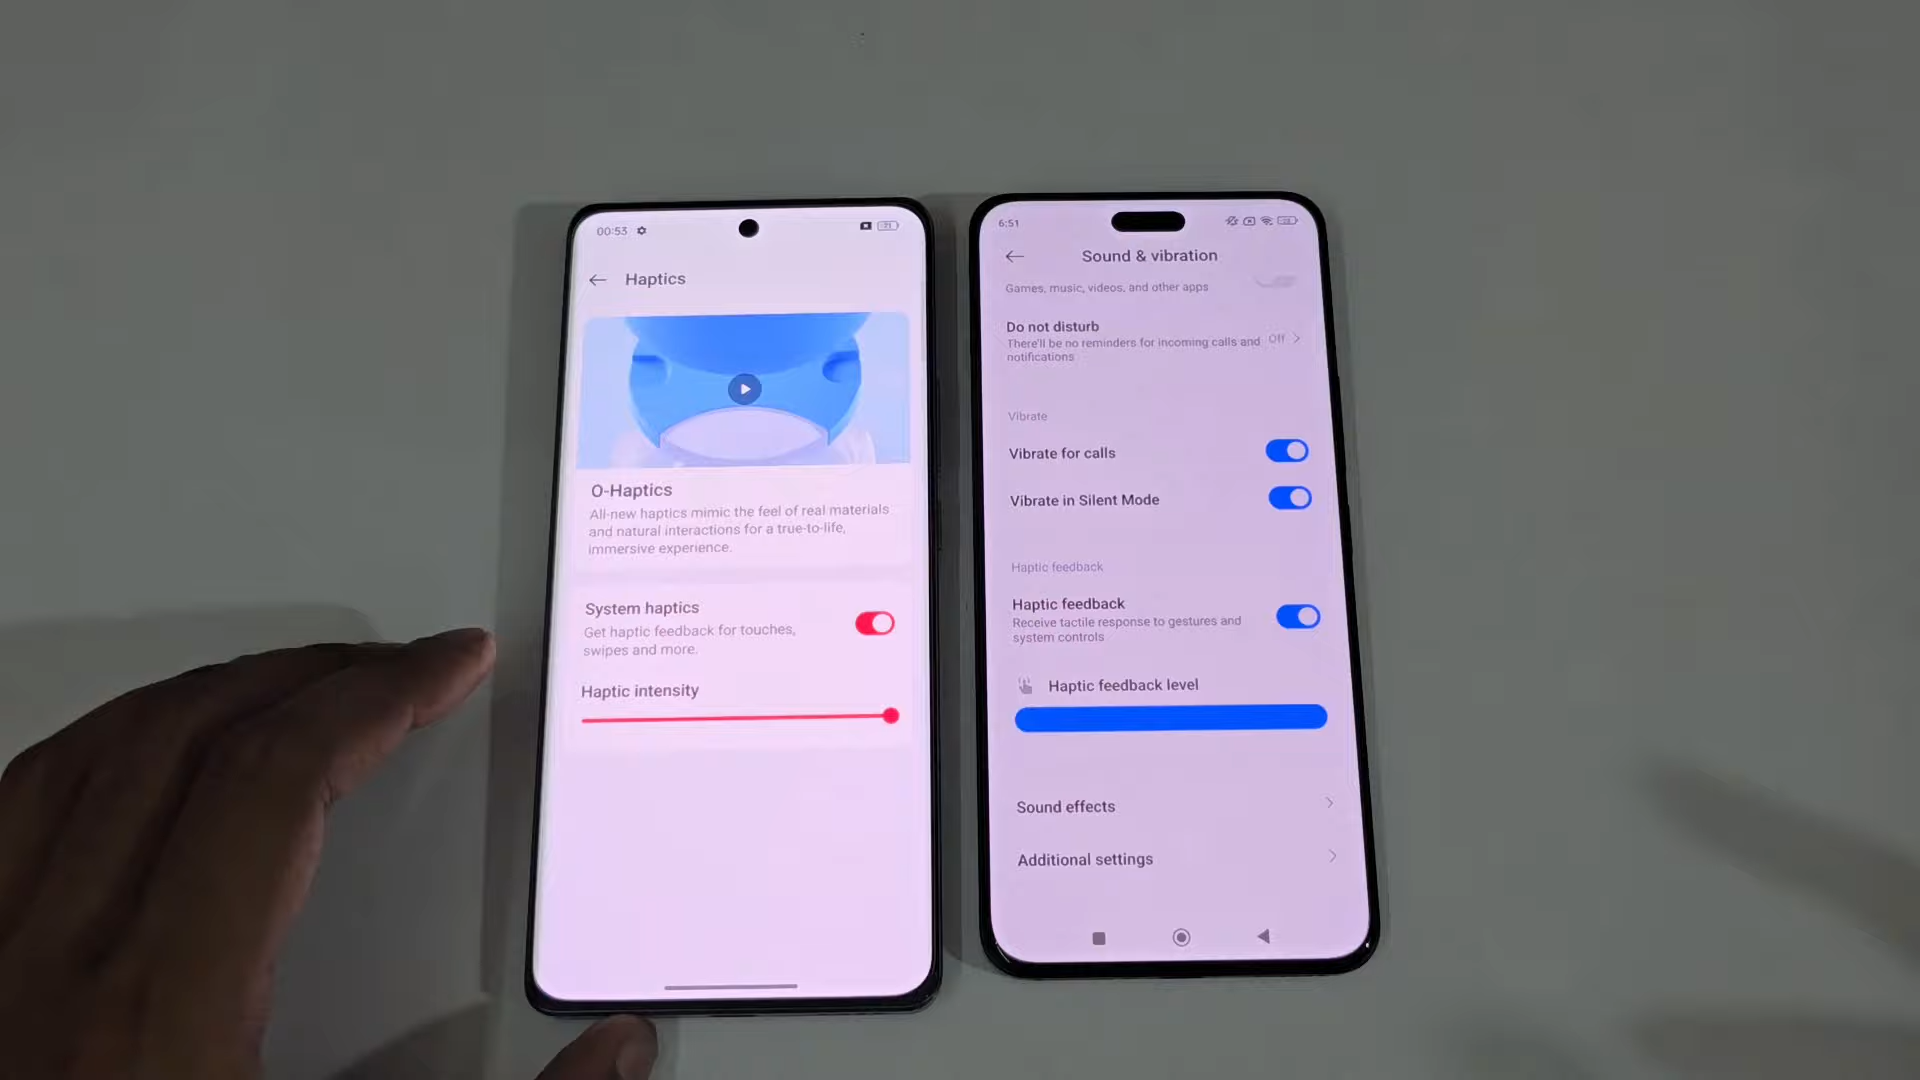 00:53
Haptics
O-Haptics
All-new haptics mimic the feel of real materials
and natural interactions for a true-to-life,
immersive experience.
System haptics
Get haptic feedback for touches,
swipes and more.
Haptic intensity
6:51
Sound & vibration
Games, music, videos, and other apps
Do not disturb
There'll be no reminders for incoming calls and
notifications
Off
Vibrate
Vibrate for calls
Vibrate in Silent Mode
Haptic feedback
Haptic feedback
Receive tactile response to gestures and
system controls
Haptic feedback level
Sound effects
Additional settings